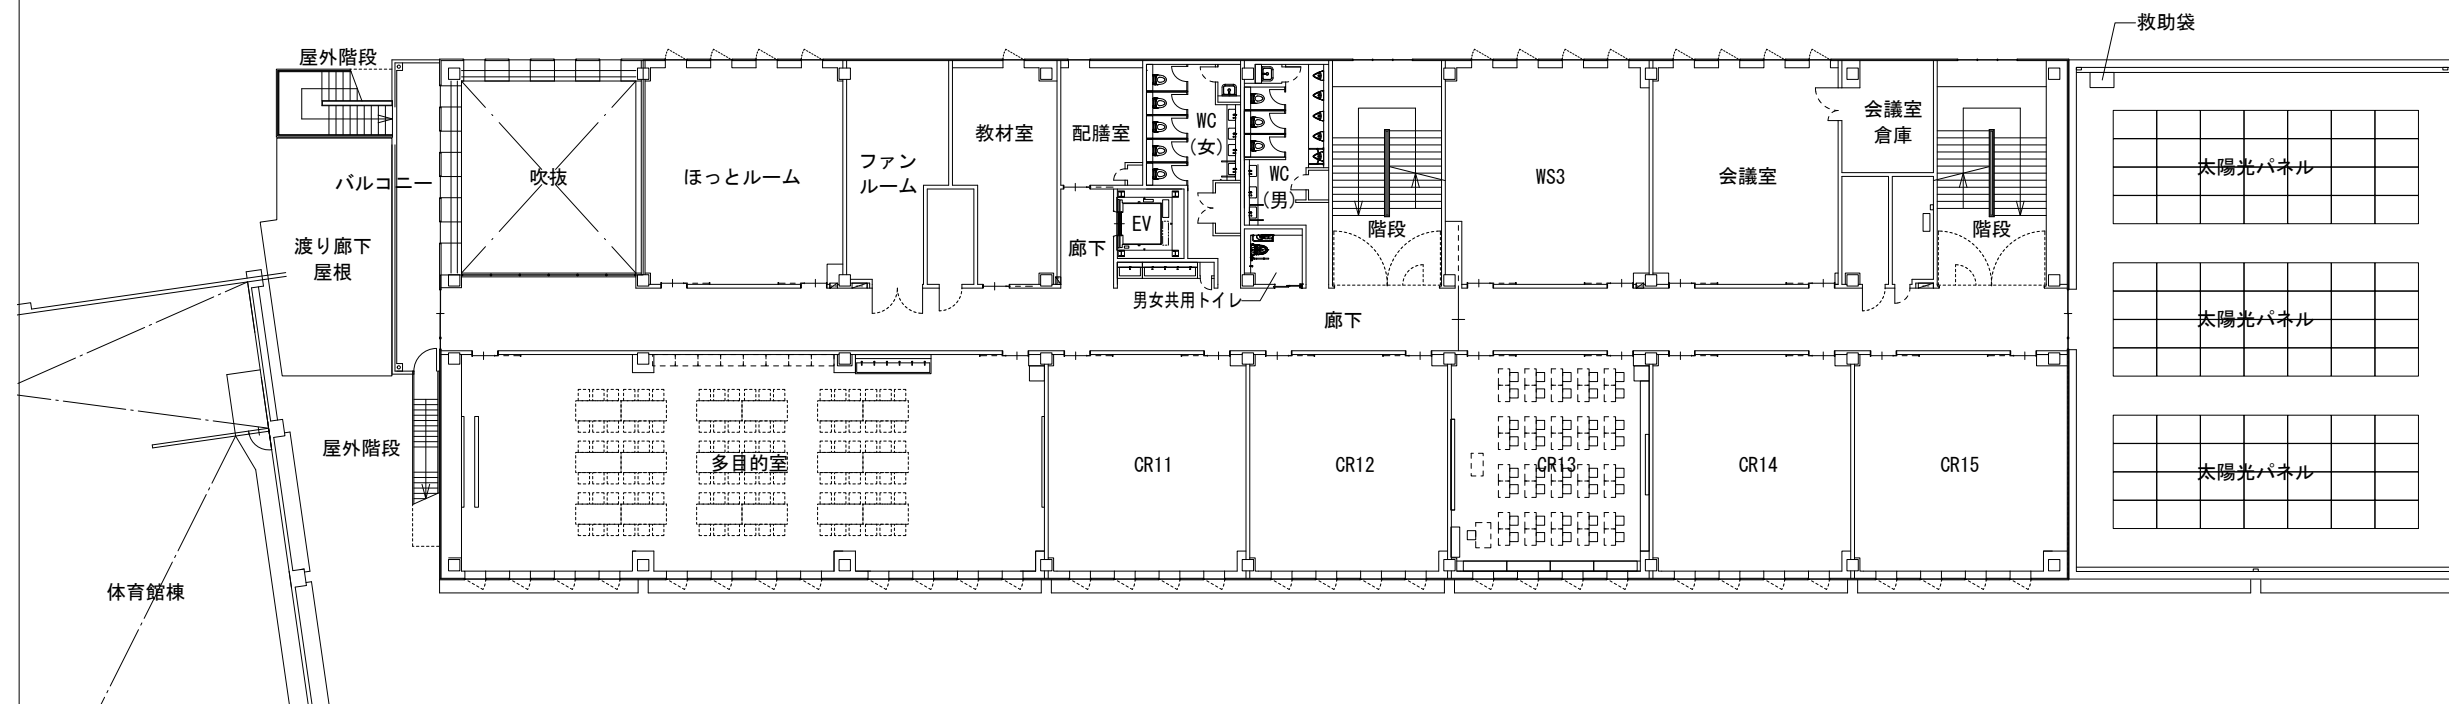 救助袋
屋外階段
会議室
倉庫
WC
(女)
教材室
配膳室
ファン
ルーム
太陽光パネル
バルコニー
吹抜
ほっとルーム
WC
(男)
WS3
会議室
EV
階段
階段
渡り廊下
屋根
廊下
男女共用トイレ
廊下
太陽光パネル
屋外階段
多目的室
CR11
CR12
CR13
CR14
CR15
太陽光パネル
体育館棟